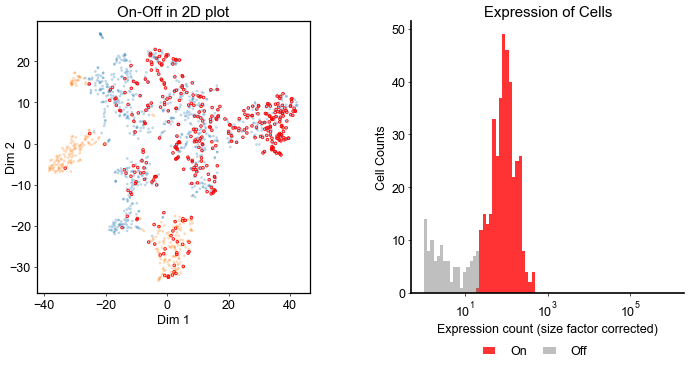 On-Off in 2D plot
20
10
0
−10
−20
−30
−40
−20
0
20
40
Dim 2
Dim 1
Expression of Cells
50
40
30
20
10
0
10^1
10^3
10^5
Cell Counts
Expression count (size factor corrected)
On
Off